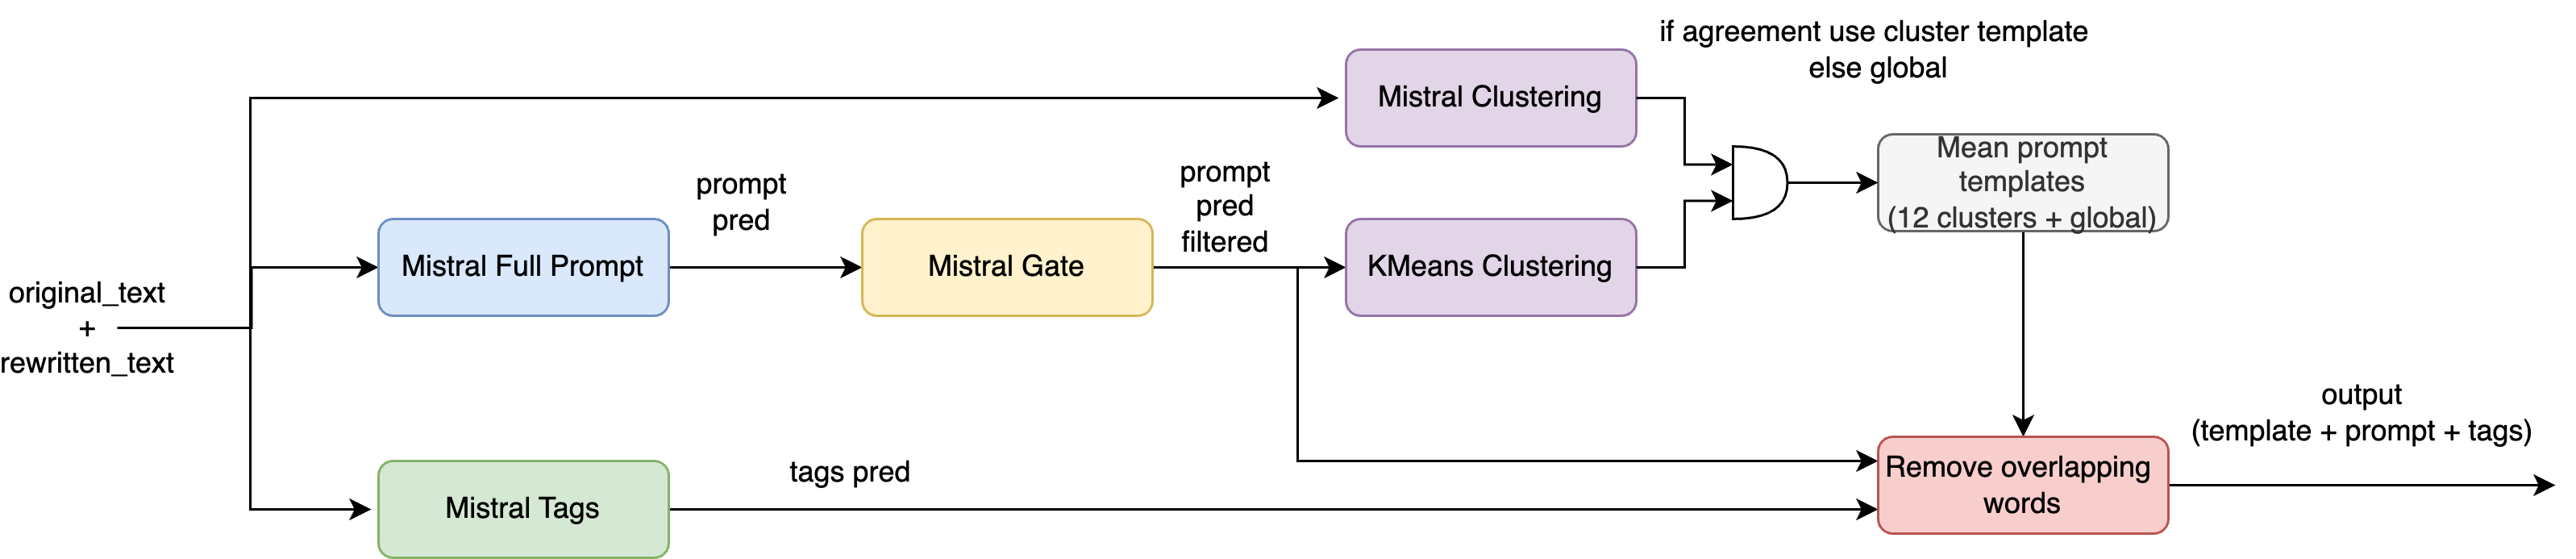 if agreement use cluster template
else global
Mistral Clustering
Mean prompt
templates
(12 clusters + global)
prompt
pred
prompt
pred
filtered
Mistral Full Prompt
Mistral Gate
KMeans Clustering
original_text
+
rewritten_text
output
(template + prompt + tags)
tags pred
Mistral Tags
Remove overlapping
words